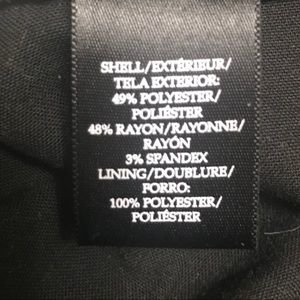 SHELL/EXTÉRIEUR/
TELA EXTERIOR:
49% POLYESTER/
POLIÉSTER
48% RAYON/RAYONNE/
RAYÓN
3% SPANDEX
LINING/DOUBLURE/
FORRO:
100% POLYESTER/
POLIÉSTER